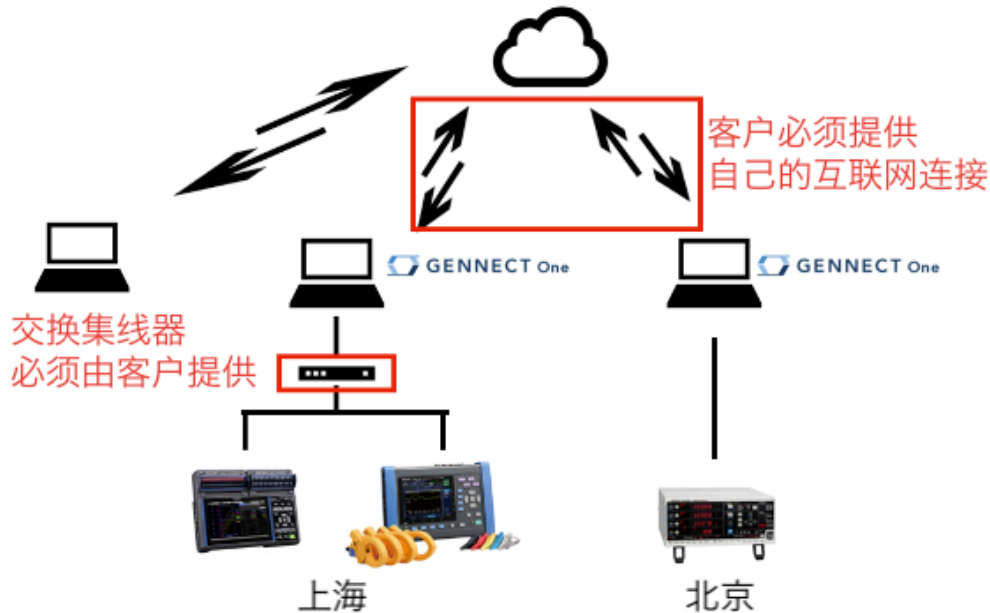 客户必须提供
自己的互联网连接
GENNECT One
GENNECT One
交换集线器
必须由客户提供
上海
北京